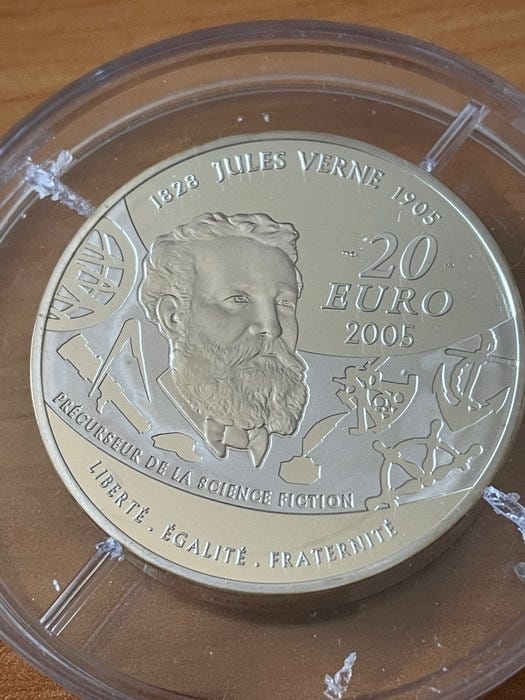 1828 JULES VERNE 1905
20
EURO
2005
PRÉCURSEUR DE LA SCIENCE FICTION
LIBERTÉ . ÉGALITÉ . FRATERNITÉ